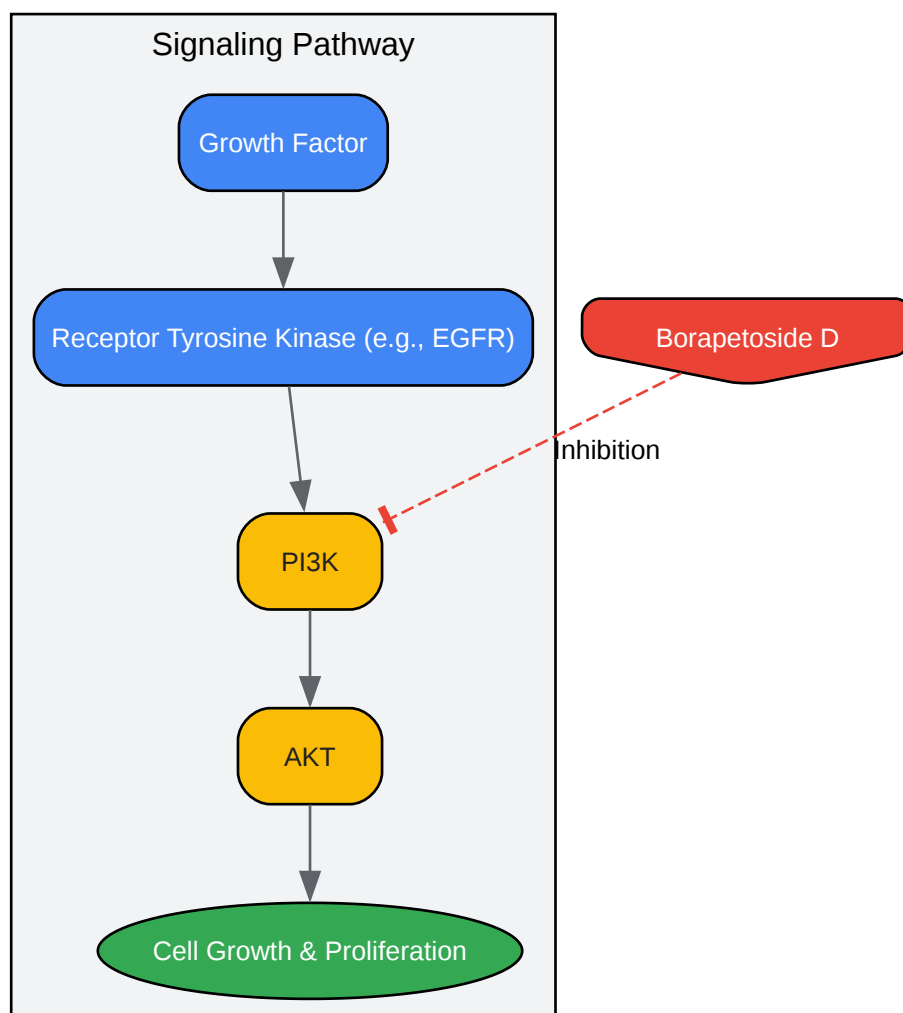 Signaling Pathway
Growth Factor
Receptor Tyrosine Kinase (e.g., EGFR)
Borapetoside D
Inhibition
PI3K
AKT
Cell Growth & Proliferation